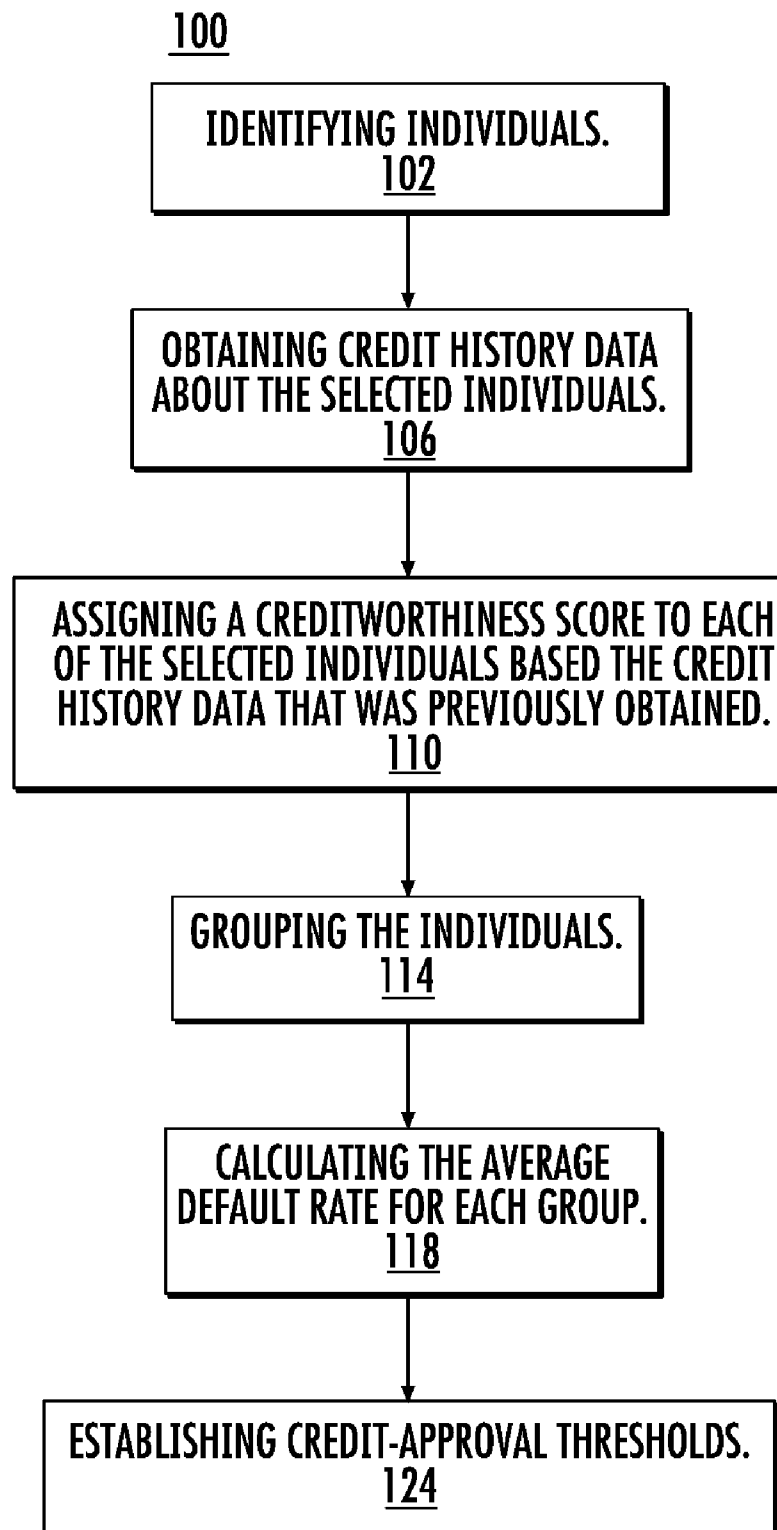 100
IDENTIFYING INDIVIDUALS.
102
OBTAINING CREDIT HISTORY DATA
ABOUT THE SELECTED INDIVIDUALS.
106
ASSIGNING A CREDITWORTHINESS SCORE TO EACH
OF THE SELECTED INDIVIDUALS BASED THE CREDIT
HISTORY DATA THAT WAS PREVIOUSLY OBTAINED.
110
GROUPING THE INDIVIDUALS.
114
CALCULATING THE AVERAGE
DEFAULT RATE FOR EACH GROUP.
118
ESTABLISHING CREDIT-APPROVAL THRESHOLDS.
124